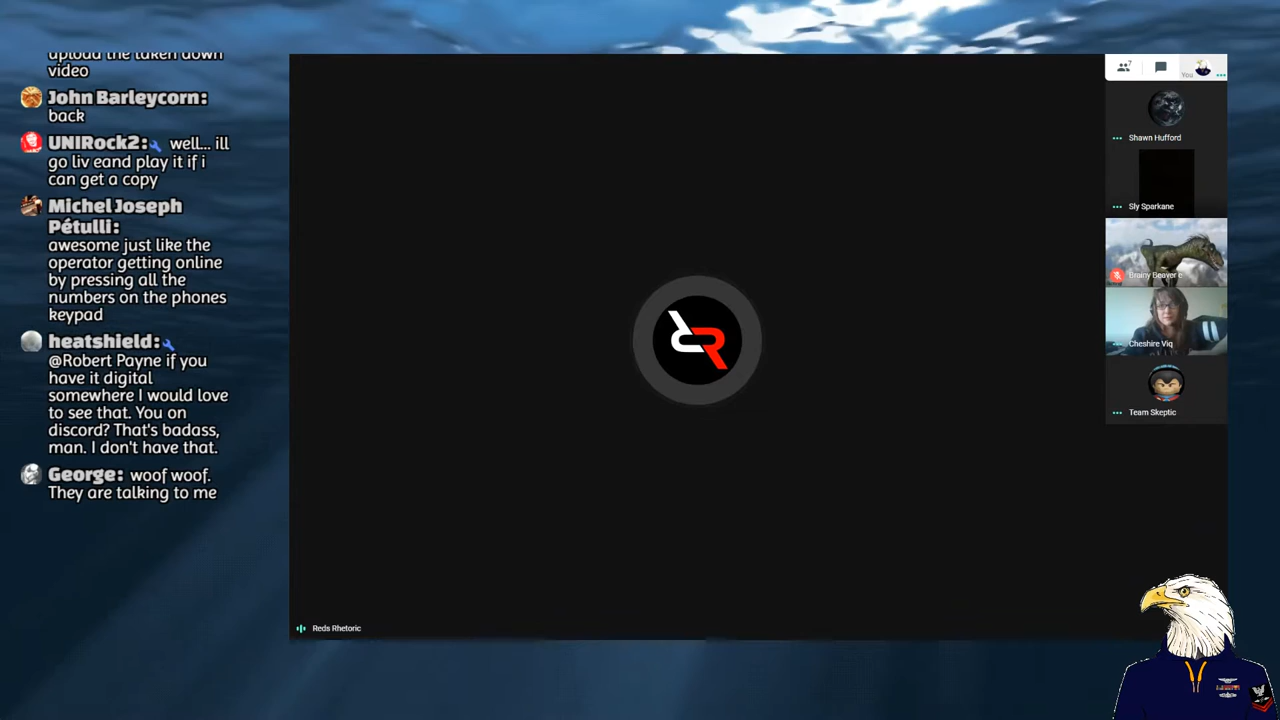 upload the taken down
video
John Barleycorn:
back
UNIRock2: well... ill
go liv eand play it if i
can get a copy
Michel Joseph
Pétulli:
awesome just like the
operator getting online
by pressing all the
numbers on the phones
keypad
heatshield:
@Robert Payne if you
have it digital
somewhere I would love
to see that. You on
discord? That's badass,
man. I don't have that.
George: woof woof.
They are talking to me
7
You
Shawn Hufford
Sly Sparkane
Brainy Beaver c
Cheshire Viq
Team Skeptic
RR
Reds Rhetoric